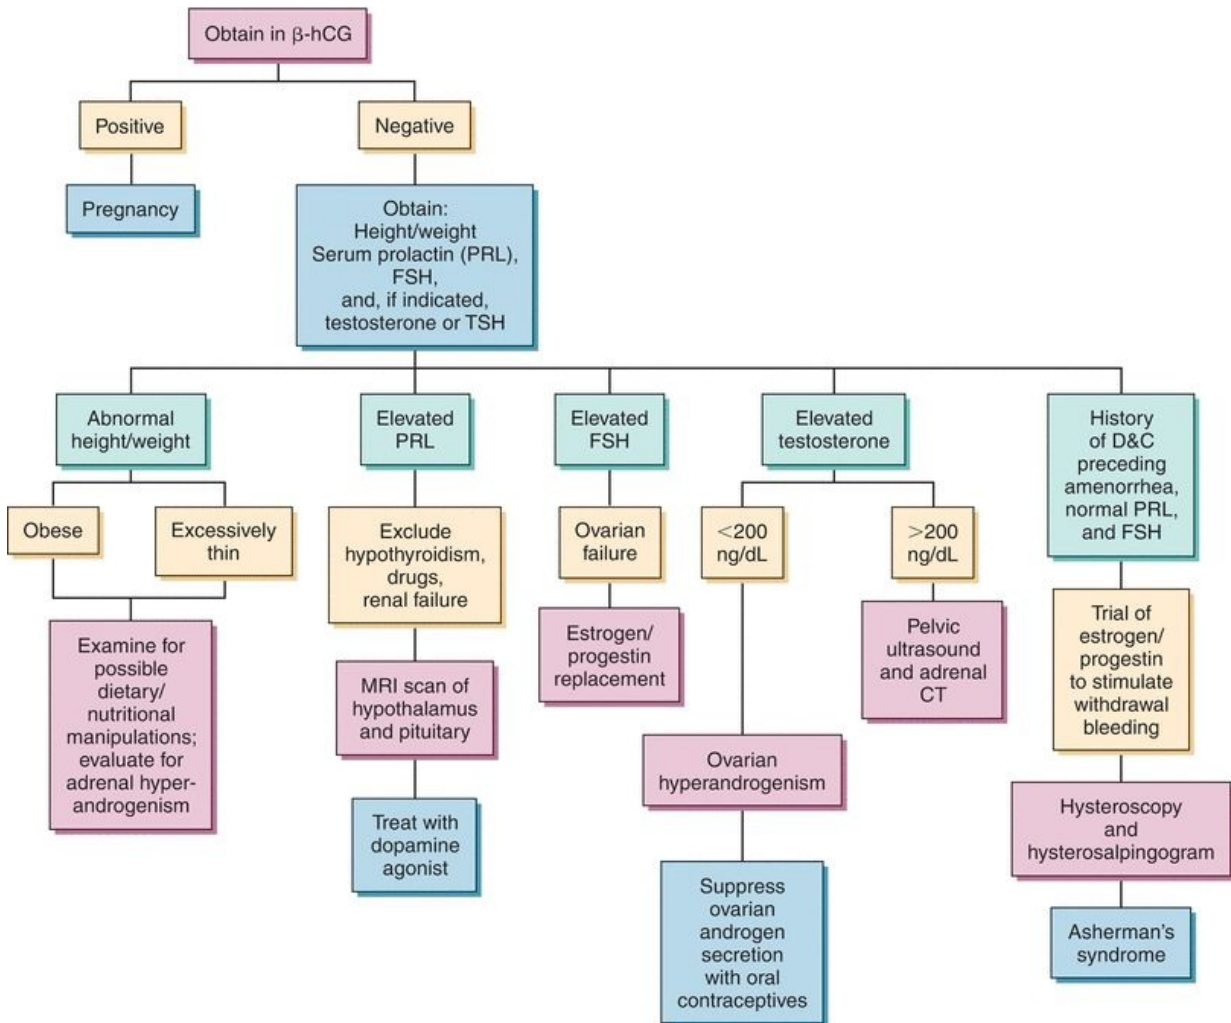 Obtain in β-hCG
Positive
Negative
Pregnancy
Obtain:
Height/weight
Serum prolactin (PRL),
FSH,
and, if indicated,
testosterone or TSH
Abnormal
height/weight
Elevated
PRL
Elevated
FSH
Elevated
testosterone
History
of D&C
preceding
amenorrhea,
normal PRL,
and FSH
Obese
Excessively
thin
Exclude
hypothyroidism,
drugs,
renal failure
Ovarian
failure
<200
ng/dL
>200
ng/dL
Trial of
estrogen/
progestin
to stimulate
withdrawal
bleeding
Examine for
possible
dietary/
nutritional
manipulations;
evaluate for
adrenal hyper-
androgenism
MRI scan of
hypothalamus
and pituitary
Estrogen/
progestin
replacement
Pelvic
ultrasound
and adrenal
CT
Ovarian
hyperandrogenism
Hysteroscopy
and
hysterosalpingogram
Treat with
dopamine
agonist
Suppress
ovarian
androgen
secretion
with oral
contraceptives
Asherman's
syndrome